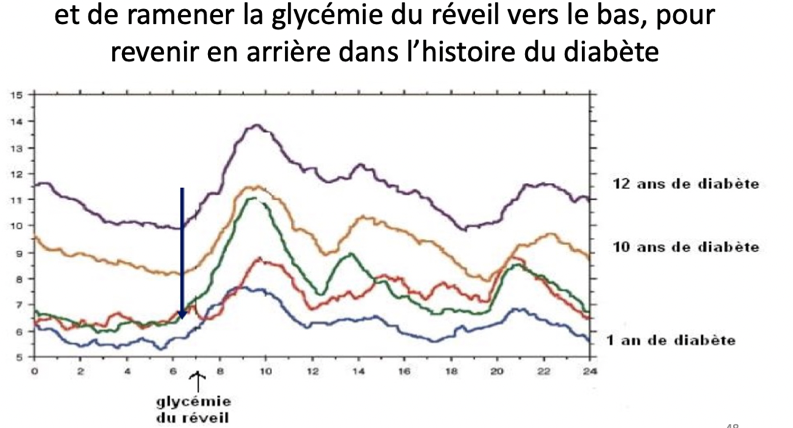 et de ramener la glycémie du réveil vers le bas, pour
revenir en arrière dans l’histoire du diabète
15
14
13
12
11
10
9
8
7
6
5
12 ans de diabète
10 ans de diabète
1 an de diabète
0 2 4 6 8 10 12 14 16 18 20 22 24
glycémie
du réveil